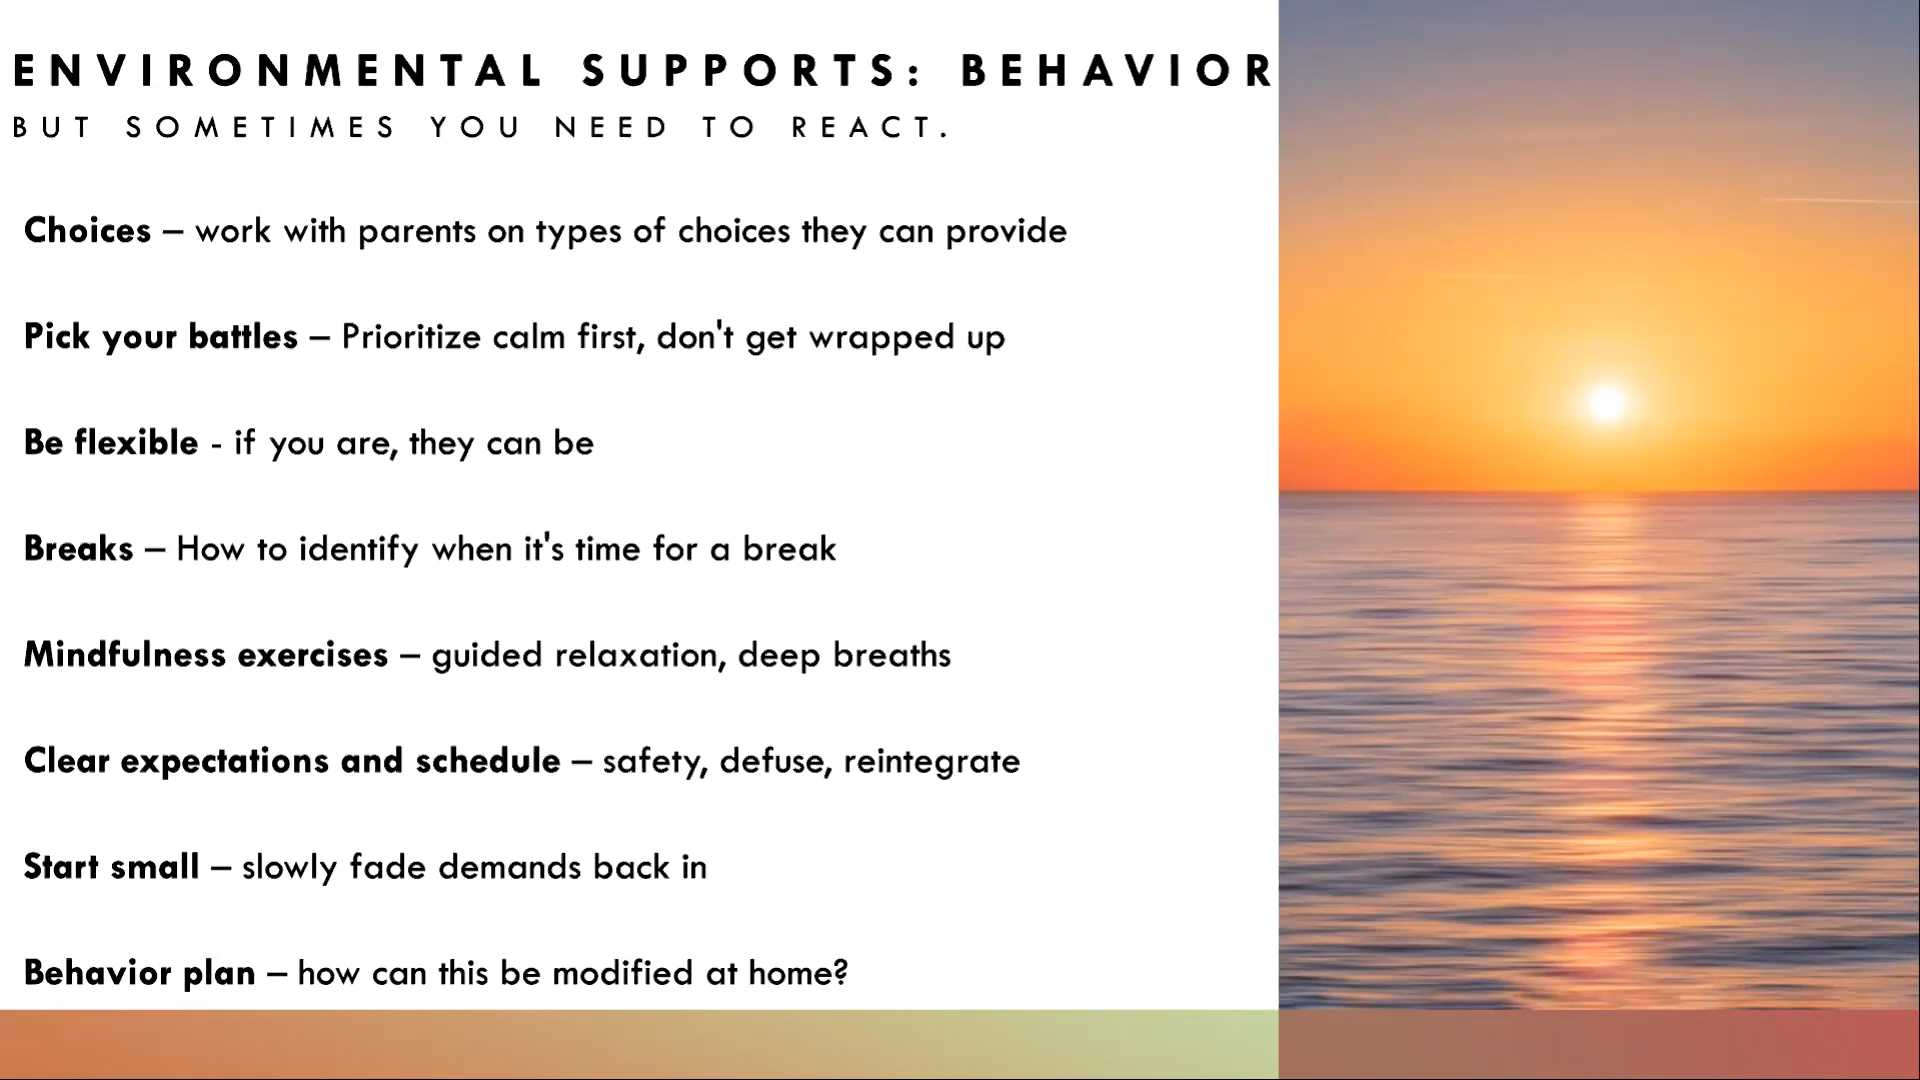 ENVIRONMENTAL SUPPORTS: BEHAVIOR
BUT SOMETIMES YOU NEED TO REACT.
Choices – work with parents on types of choices they can provide
Pick your battles – Prioritize calm first, don't get wrapped up
Be flexible - if you are, they can be
Breaks – How to identify when it's time for a break
Mindfulness exercises – guided relaxation, deep breaths
Clear expectations and schedule – safety, defuse, reintegrate
Start small – slowly fade demands back in
Behavior plan – how can this be modified at home?